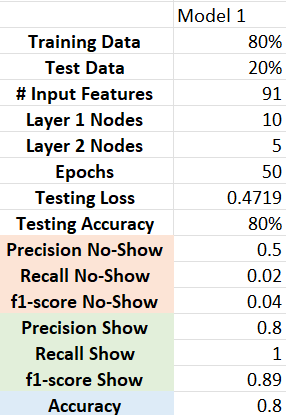 Model 1
Training Data 80%
Test Data 20%
# Input Features 91
Layer 1 Nodes 10
Layer 2 Nodes 5
Epochs 50
Testing Loss 0.4719
Testing Accuracy 80%
Precision No-Show 0.5
Recall No-Show 0.02
f1-score No-Show 0.04
Precision Show 0.8
Recall Show 1
f1-score Show 0.89
Accuracy 0.8